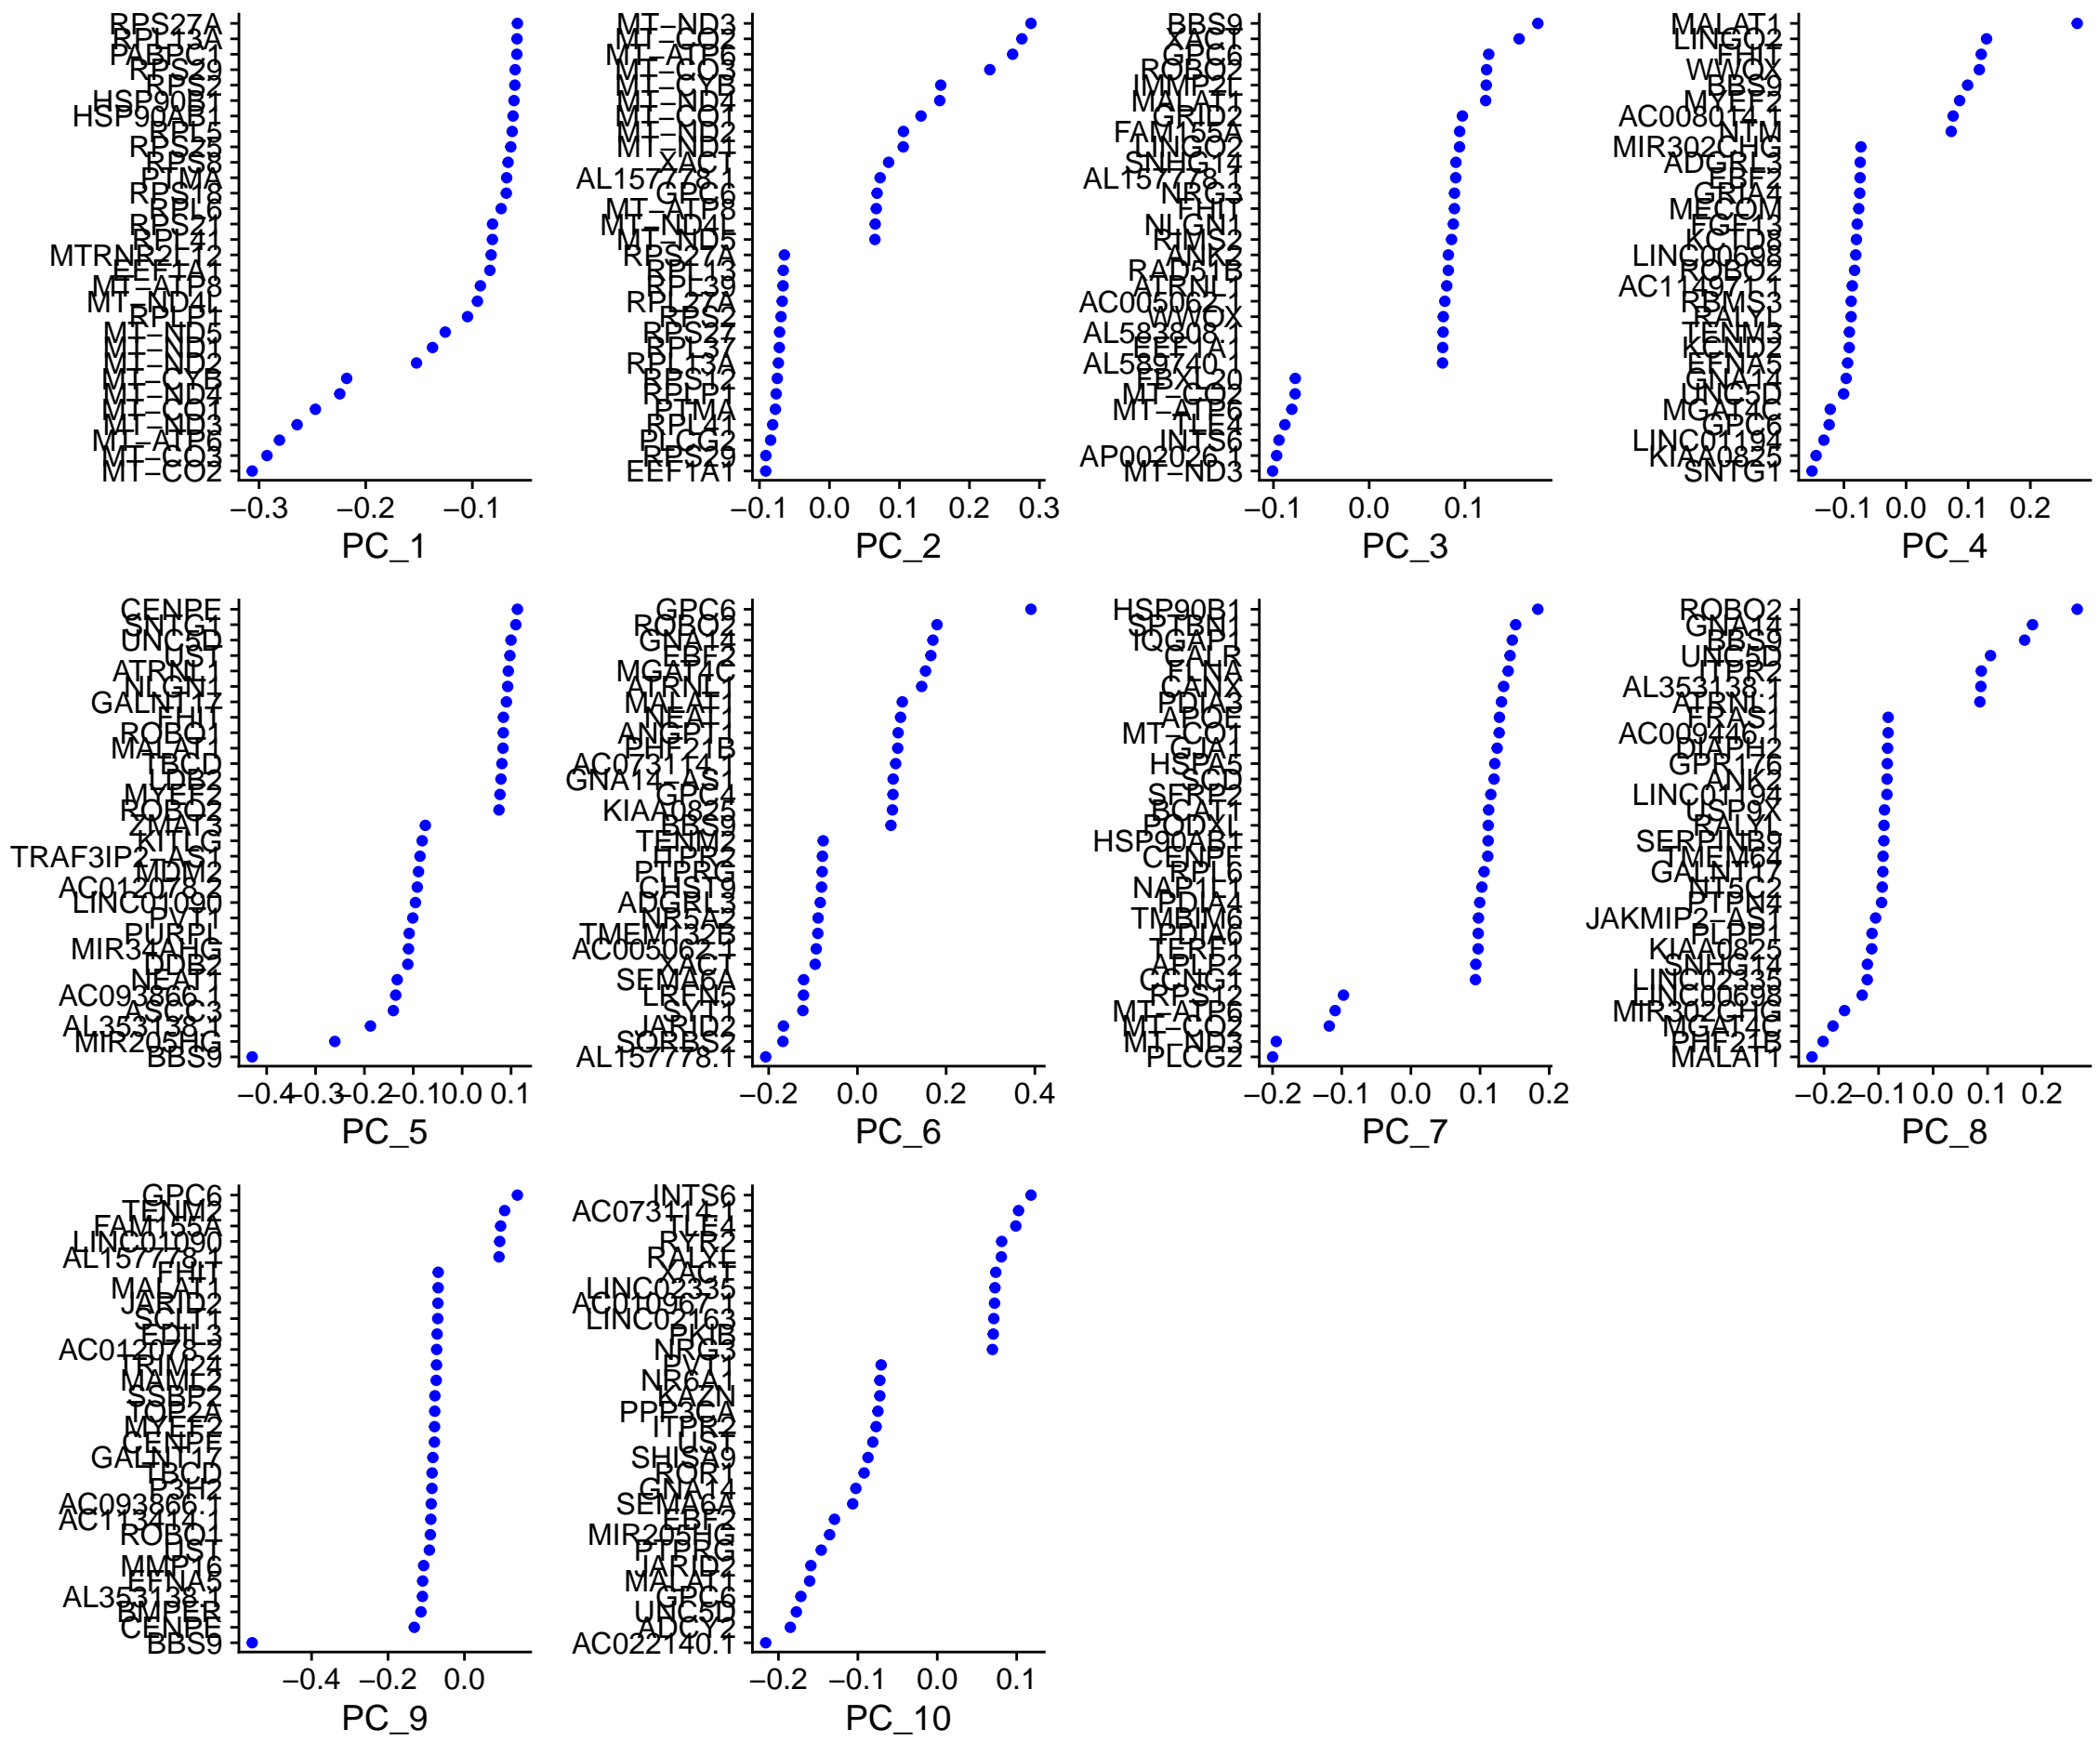 RPS27A
RPL13A
PABPC1
RPS29
RPS2
HSP90B1
HSP90AB1
RPL5
RPS25
RPS8
PTMA
RPS18
RPL6
RPS21
RPL41
MTRNR2L12
EEF1A1
MT−ATP8
MT−ND4L
RPLP1
MT−ND5
MT−ND1
MT−ND2
MT−CYB
MT−ND4
MT−CO1
MT−ND3
MT−ATP6
MT−CO3
MT−CO2
−0.3 −0.2 −0.1
PC_1
MT−ND3
MT−CO2
MT−ATP6
MT−CO3
MT−CYB
MT−ND4
MT−CO1
MT−ND2
MT−ND1
XACT
AL157778.1
GPC6
MT−ATP8
MT−ND4L
MT−ND5
RPS27A
RPL13
RPL39
RPL27A
RPS2
RPS27
RPL37
RPL13A
RPS12
RPLP1
PTMA
RPL41
PLCG2
RPS29
EEF1A1
−0.1 0.0 0.1 0.2 0.3
PC_2
BBS9
XACT
GPC6
ROBO2
IMMP2L
MALAT1
GRID2
FAM155A
LINGO2
SNHG14
AL157778.1
NRG3
FHIT
NLGN1
RIMS2
ANK2
RAD51B
ATRNL1
AC005062.1
WWOX
AL583808.1
EEF1A1
AL589740.1
FBXL20
MT−CO2
MT−ATP6
TLE4
INTS6
AP002026.1
MT−ND3
−0.1 0.0 0.1
PC_3
MALAT1
LINGO2
FHIT
WWOX
BBS9
MYEF2
AC008014.1
NTM
MIR302CHG
ADGRL3
EBF2
GRIA4
MECOM
FGF13
KCTD8
LINC00698
ROBO2
AC114971.1
RBMS3
RALYL
TENM3
KCND2
EFNA5
GNA14
UNC5D
MGAT4C
GPC6
LINC01194
KIAA0825
SNTG1
−0.1 0.0 0.1 0.2
PC_4
CENPE
SNTG1
UNC5D
UST
ATRNL1
NLGN1
GALNT17
FHIT
ROBO1
MALAT1
TBCD
LDB2
MYEF2
ROBO2
ZMAT3
KITLG
TRAF3IP2−AS1
MDM2
AC012078.2
LINC01090
PVT1
PURPL
MIR34AHG
DDB2
NEAT1
AC093866.1
ASCC3
AL353138.1
MIR205HG
BBS9
−0.4 −0.3 −0.2 −0.1 0.0 0.1
PC_5
GPC6
ROBO2
GNA14
EBF2
MGAT4C
ATRNL1
MALAT1
NEAT1
ANGPT1
PHF21B
AC073114.1
GNA14−AS1
GPC4
KIAA0825
BBS9
TENM2
ITPR2
PTPRG
CHST9
ADGRL3
NR5A2
TMEM132B
AC005062.1
XACT
SEMA6A
LRFN5
SYT1
JARID2
SORBS2
AL157778.1
−0.2 0.0 0.2 0.4
PC_6
HSP90B1
SPTBN1
IQGAP1
CALR
FLNA
CANX
PDIA3
APOE
MT−CO1
GJA1
HSPA5
SCD
SFRP2
BCAT1
PODXL
HSP90AB1
CENPF
RPL6
NAP1L1
PDIA4
TMBIM6
PDIA6
TERF1
APLP2
CCNG1
RPS12
MT−ATP6
MT−CO2
MT−ND3
PLCG2
−0.2 −0.1 0.0 0.1 0.2
PC_7
ROBO2
GNA14
BBS9
UNC5D
ITPR2
AL353138.1
ATRNL1
FRAS1
AC009446.1
DIAPH2
GPR176
ANK2
LINC01194
USP9X
RALYL
SERPINB9
TMEM64
GALNT17
NT5C2
PTPN4
JAKMIP2−AS1
PLPP1
KIAA0825
SNHG14
LINC02335
LINC00698
MIR302CHG
MGAT4C
PHF21B
MALAT1
−0.2 −0.1 0.0 0.1 0.2
PC_8
GPC6
TENM2
FAM155A
LINC01090
AL157778.1
FHIT
MALAT1
JARID2
SCLT1
EDIL3
AC012078.2
TRIM24
MAML2
SSBP2
TOP2A
MYEF2
CENPF
GALNT17
TBCD
P3H2
AC093866.1
AC113414.1
ROBO1
UST
MMP16
EFNA5
AL353138.1
BMPER
CENPE
BBS9
−0.4 −0.2 0.0
PC_9
INTS6
AC073114.1
TLE4
RYR2
RALYL
XACT
LINC02335
AC010967.1
LINC02163
PKIB
NRG3
PVT1
NR6A1
KAZN
PPP3CA
ITPR2
UST
SHISA9
ROR1
GNA14
SEMA6A
EBF2
MIR205HG
PTPRG
JARID2
MALAT1
GPC6
UNC5D
ADCY2
AC022140.1
−0.2 −0.1 0.0 0.1
PC_10